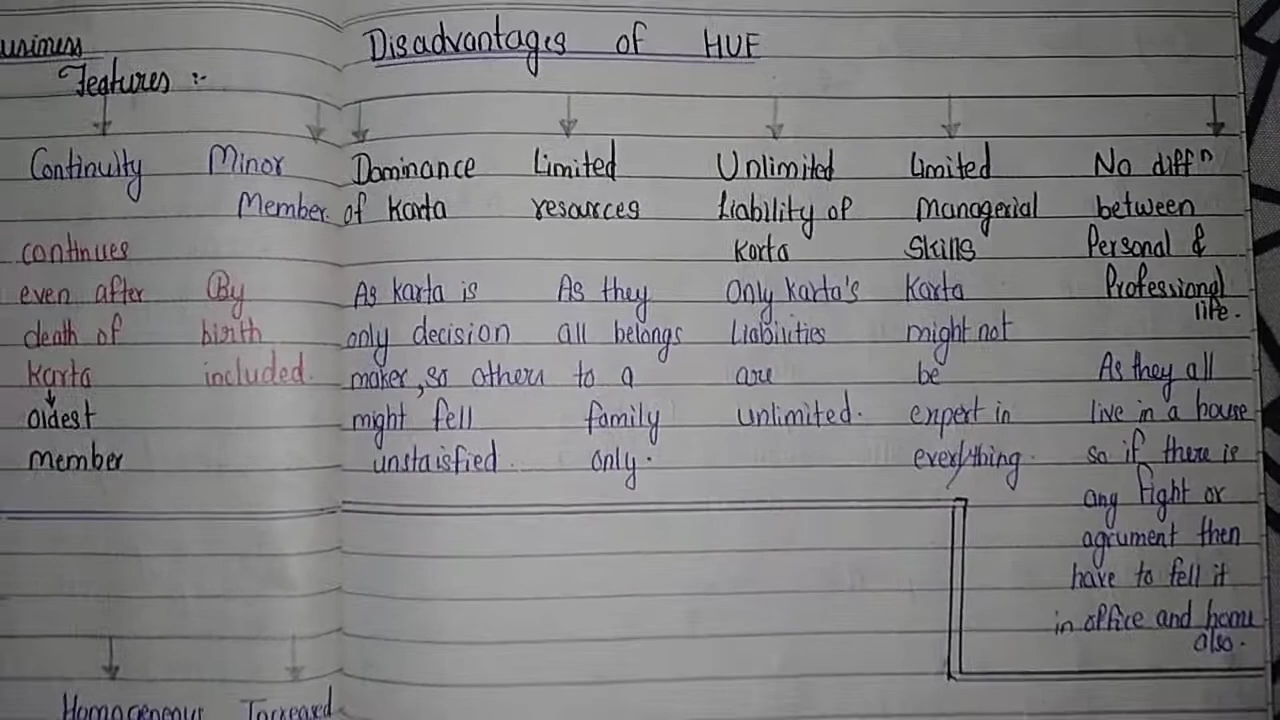 usiness
Features :-
Continuity
continues
even after
death of
Karta
oldest
member
Minor
Member
By
birth
included.
Homogeneous
Increased
Disadvantages of HUF
Dominance
of Karta
As Karta is
only decision
maker, so others
might fell
unstaisfied.
Limited
resources
As they
all belongs
to a
family
only.
Unlimited
Liability of
Karta
Only Karta's
Liabilities
are
unlimited.
Limited
Managerial
Skills
Karta
might not
be
expert in
everything.
No diffⁿ
between
Personal &
Professional
life.
As they all
live in a house
so if there is
any fight or
agrument then
have to fell it
in office and home
also.